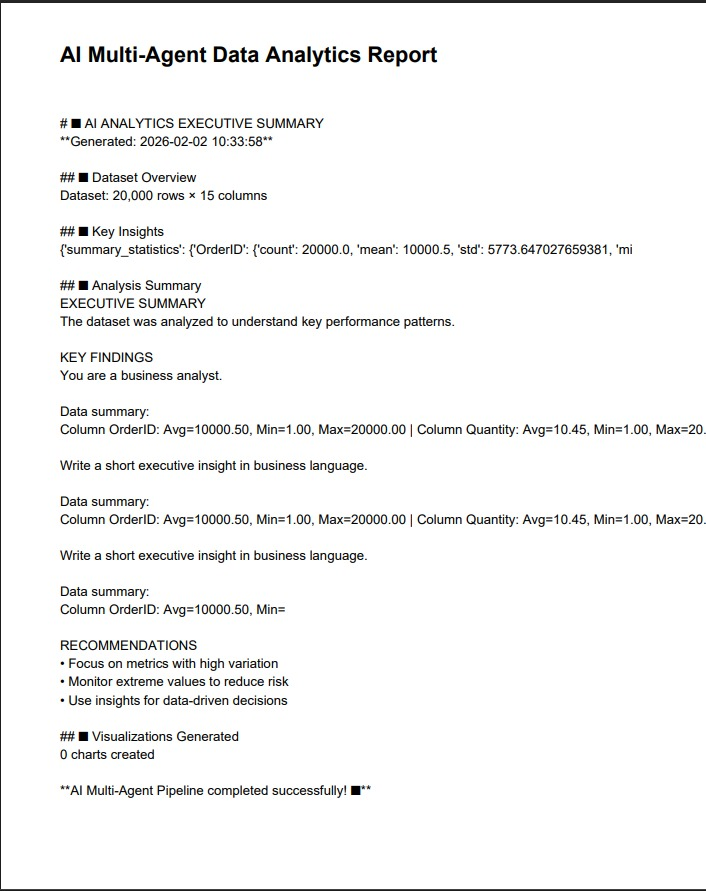 AI Multi-Agent Data Analytics Report
# ■ AI ANALYTICS EXECUTIVE SUMMARY
**Generated: 2026-02-02 10:33:58**
## ■ Dataset Overview
Dataset: 20,000 rows × 15 columns
## ■ Key Insights
{'summary_statistics': {'OrderID': {'count': 20000.0, 'mean': 10000.5, 'std': 5773.647027659381, 'mi
## ■ Analysis Summary
EXECUTIVE SUMMARY
The dataset was analyzed to understand key performance patterns.
KEY FINDINGS
You are a business analyst.
Data summary:
Column OrderID: Avg=10000.50, Min=1.00, Max=20000.00 | Column Quantity: Avg=10.45, Min=1.00, Max=20.
Write a short executive insight in business language.
Data summary:
Column OrderID: Avg=10000.50, Min=1.00, Max=20000.00 | Column Quantity: Avg=10.45, Min=1.00, Max=20.
Write a short executive insight in business language.
Data summary:
Column OrderID: Avg=10000.50, Min=
RECOMMENDATIONS
• Focus on metrics with high variation
• Monitor extreme values to reduce risk
• Use insights for data-driven decisions
## ■ Visualizations Generated
0 charts created
**AI Multi-Agent Pipeline completed successfully! ■**